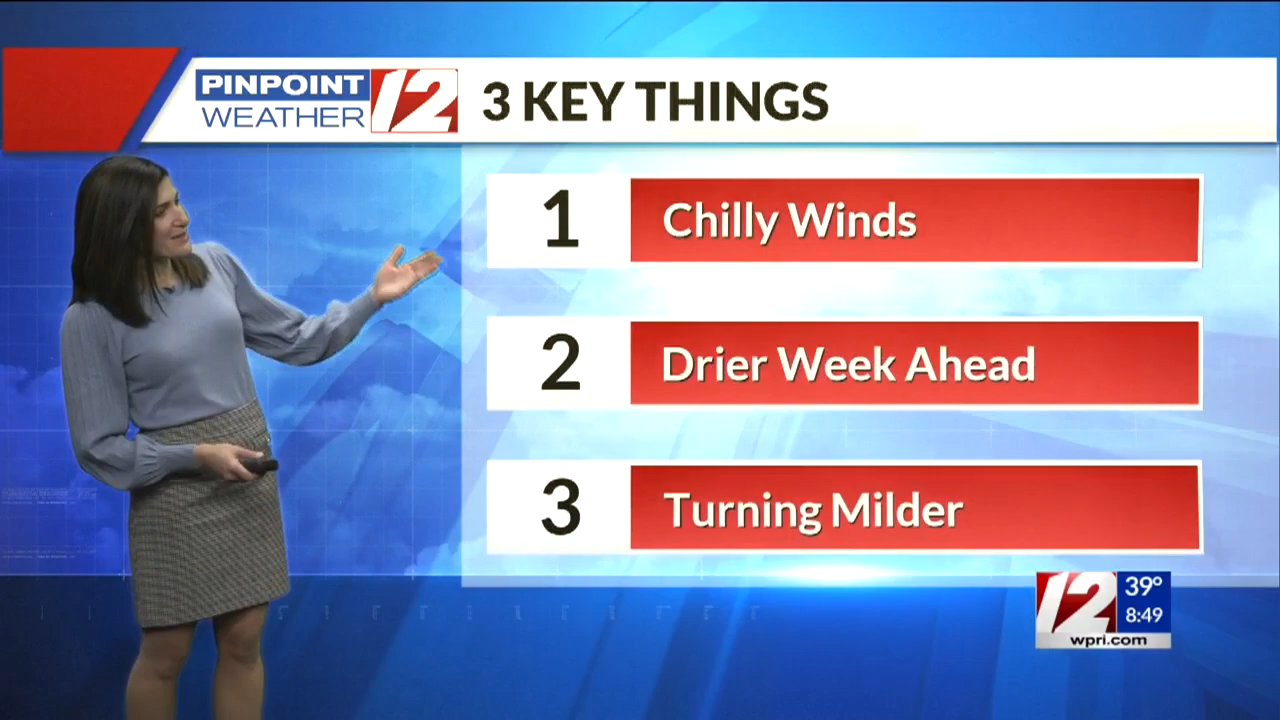 PINPOINT
WEATHER 12
3 KEY THINGS
1 Chilly Winds
2 Drier Week Ahead
3 Turning Milder
12 39°
8:49
wpri.com